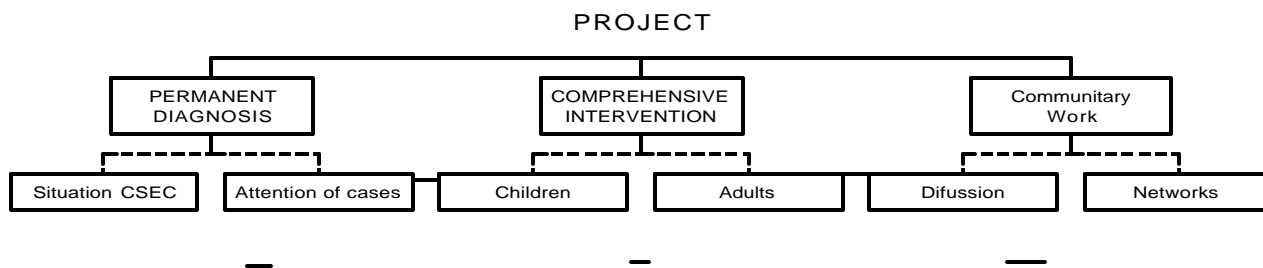 PROJECT
PERMANENT
DIAGNOSIS
COMPREHENSIVE
INTERVENTION
Communitary
Work
Situation CSEC
Attention of cases
Children
Adults
Difussion
Networks